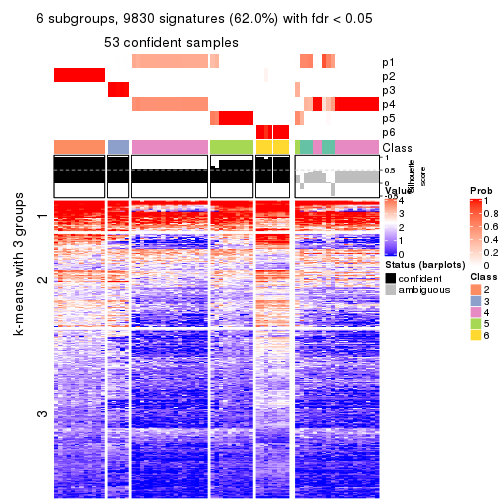 6 subgroups, 9830 signatures (62.0%) with fdr < 0.05
53 confident samples
p1
p2
p3
p4
p5
p6
Class
1
0.5
0
-0.5
Silhouette
score
k-means with 3 groups
1
2
3
Value
4
3
2
1
0
Status (barplots)
confident
ambiguous
Prob
1
0.8
0.6
0.4
0.2
0
Class
2
3
4
5
6